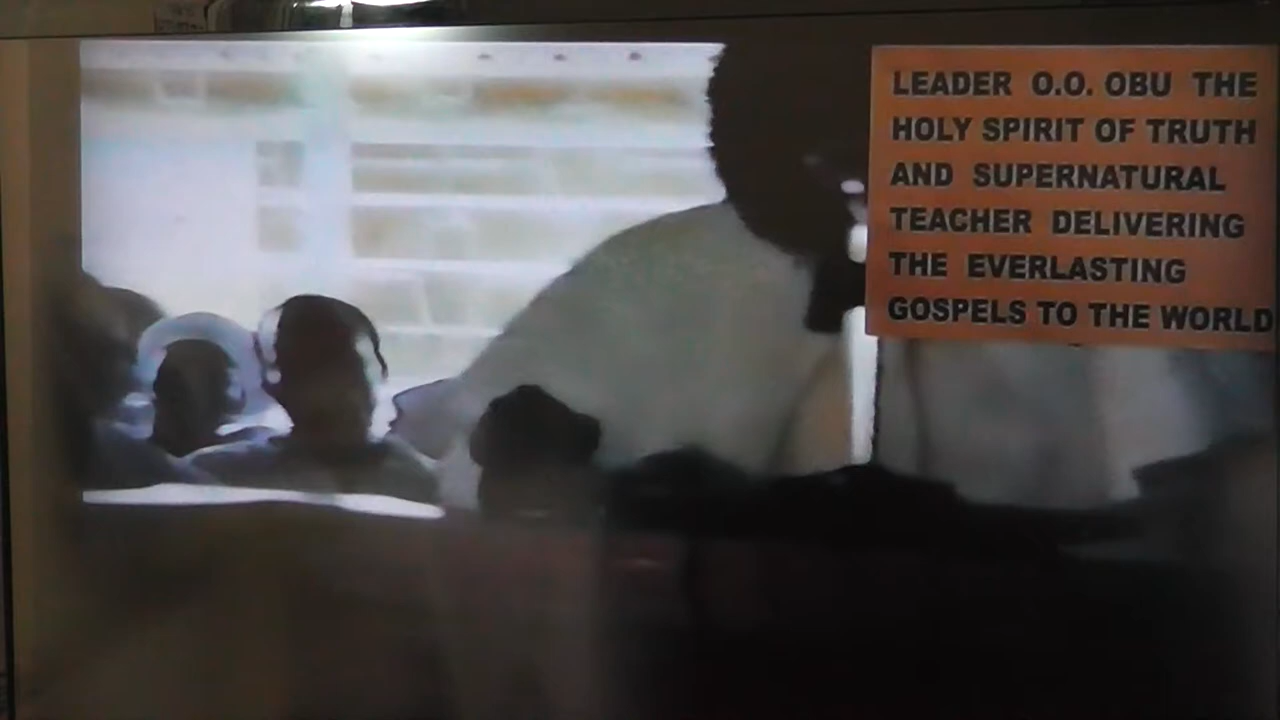 LEADER O.O. OBU THE
HOLY SPIRIT OF TRUTH
AND SUPERNATURAL
TEACHER DELIVERING
THE EVERLASTING
GOSPELS TO THE WORLD